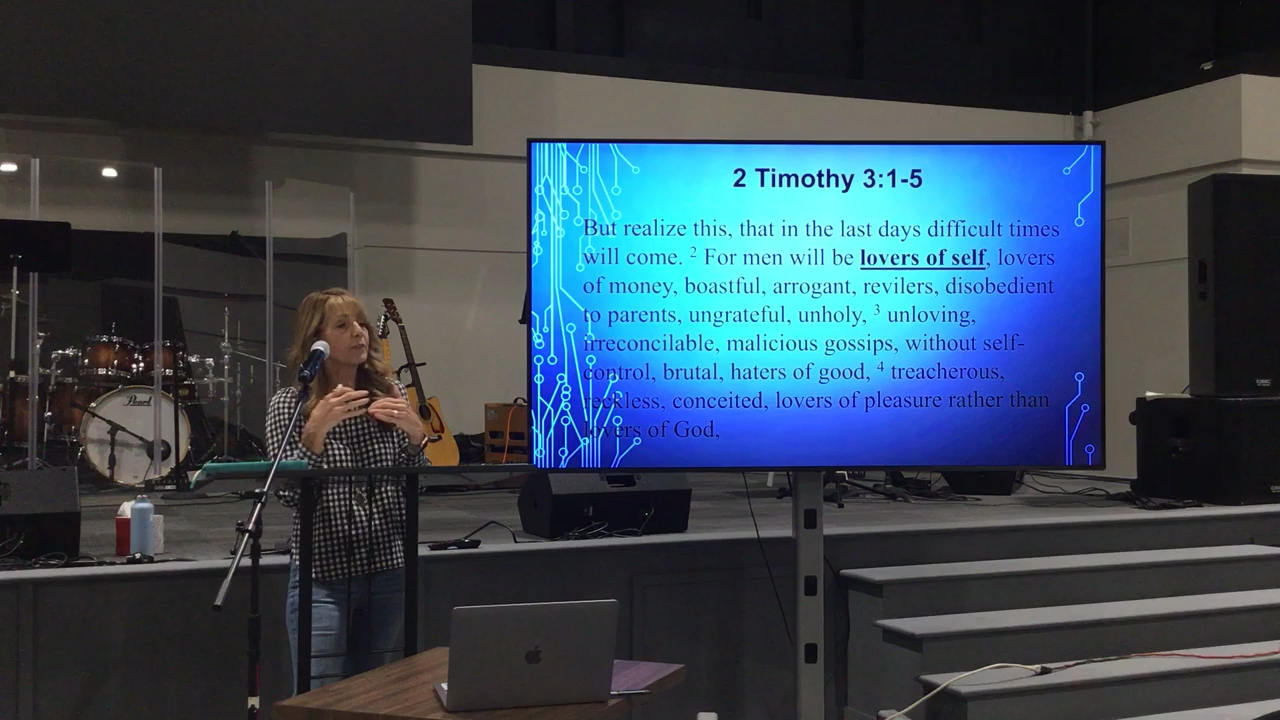 2 Timothy 3:1-5
But realize this, that in the last days difficult times
will come. 2 For men will be lovers of self, lovers
of money, boastful, arrogant, revilers, disobedient
to parents, ungrateful, unholy, 3 unloving,
irreconcilable, malicious gossips, without self-
control, brutal, haters of good, 4 treacherous,
reckless, conceited, lovers of pleasure rather than
lovers of God,
Pearl